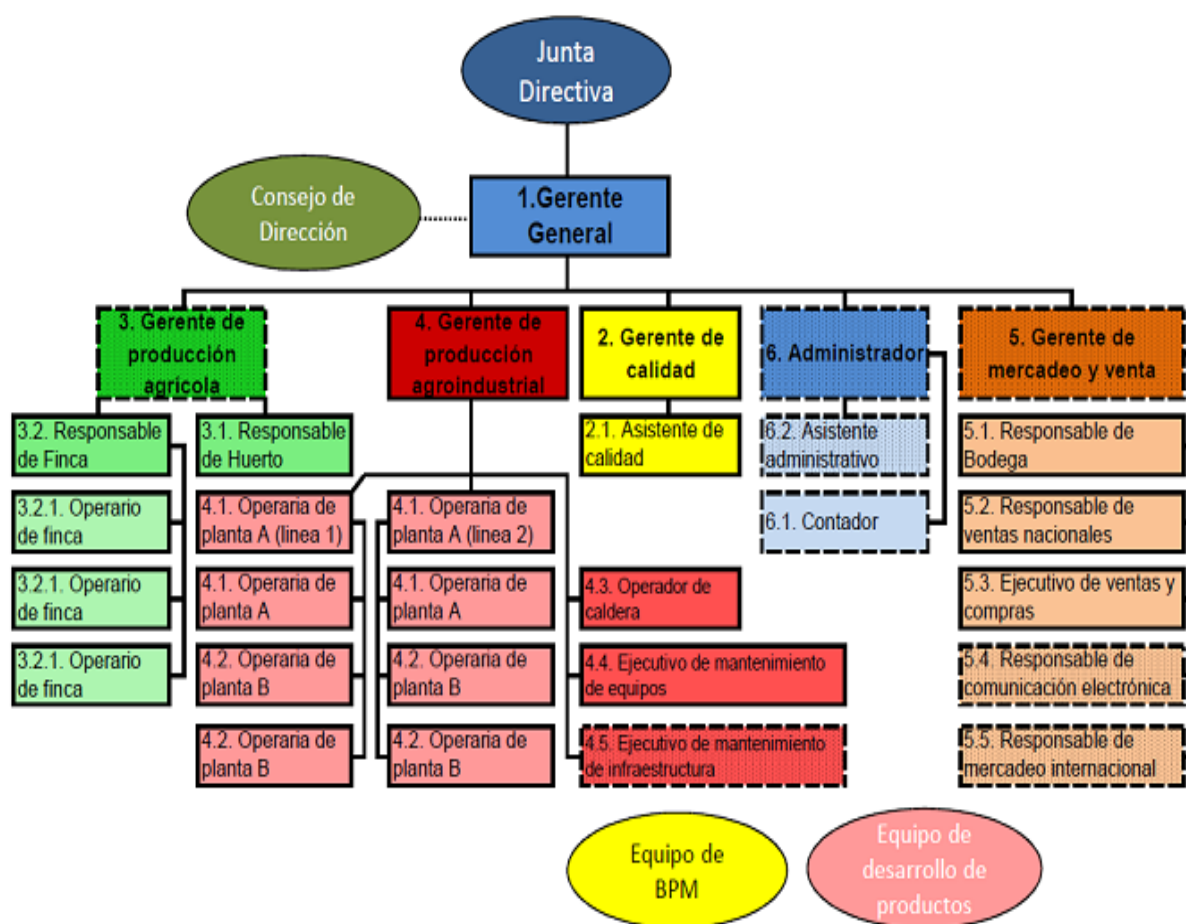 Junta
Directiva
Consejo de
Dirección
1.Gerente
General
3. Gerente de
producción
agrícola
4. Gerente de
producción
agroindustrial
2. Gerente de
calidad
6. Administrador
5. Gerente de
mercadeo y venta
3.2. Responsable
de Finca
3.1. Responsable
de Huerto
2.1. Asistente de
calidad
6.2. Asistente
administrativo
5.1. Responsable de
Bodega
3.2.1. Operario
de finca
4.1. Operaria de
planta A (linea 1)
4.1. Operaria de
planta A (linea 2)
6.1. Contador
5.2. Responsable de
ventas nacionales
3.2.1. Operario
de finca
4.1. Operaria de
planta A
4.1. Operaria de
planta A
4.3. Operador de
caldera
5.3. Ejecutivo de ventas y
compras
3.2.1. Operario
de finca
4.2. Operaria de
planta B
4.2. Operaria de
planta B
4.4. Ejecutivo de mantenimiento
de equipos
5.4. Responsable de
comunicación electrónica
4.2. Operaria de
planta B
4.2. Operaria de
planta B
4.5. Ejecutivo de mantenimiento
de infraestructura
5.5. Responsable de
mercadeo internacional
Equipo de
BPM
Equipo de
desarrollo de
productos